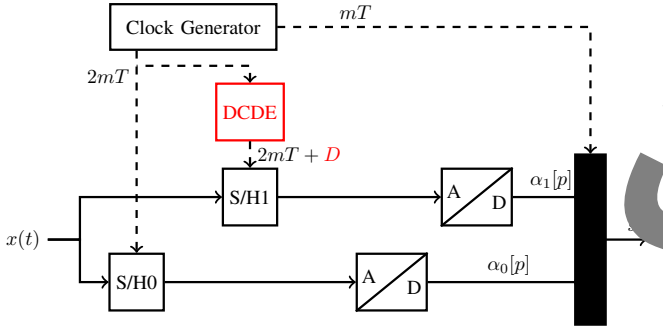 Clock Generator
mT
2mT
DCDE
2mT + D
S/H1
A
D
α₁[p]
x(t)
S/H0
A
D
α₀[p]